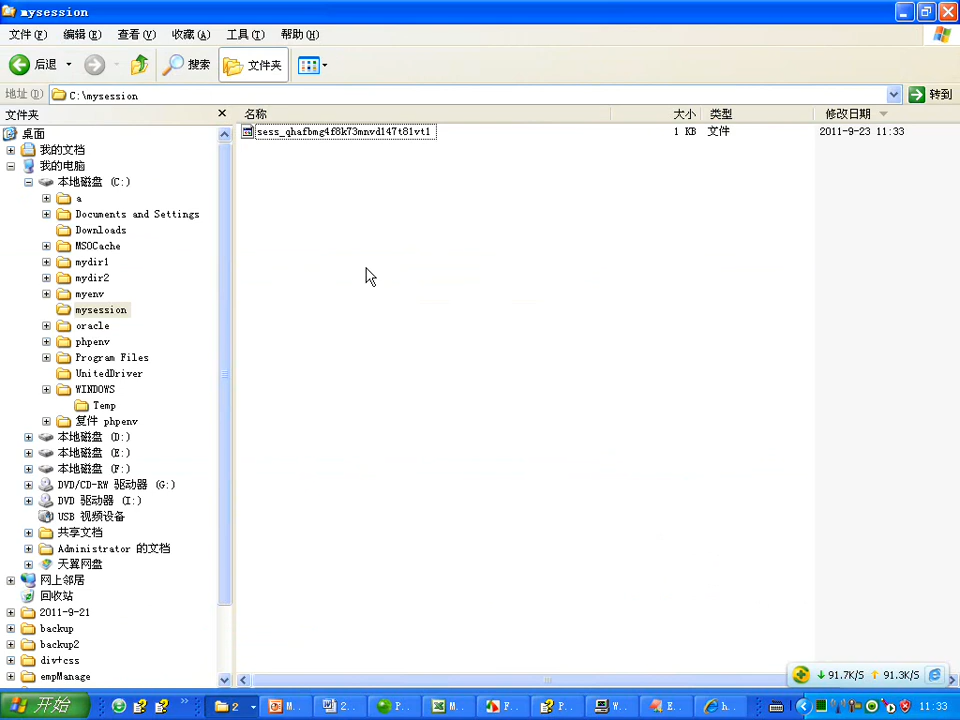 mysession
文件(F) 编辑(E) 查看(V) 收藏(A) 工具(T) 帮助(H)
后退 搜索 文件夹
地址(D) C:\mysession 转到
文件夹
名称 大小 类型 修改日期
桌面
sess_qhafbmg4f8k73mnvdl47t81vt1 1 KB 文件 2011-9-23 11:33
我的文档
我的电脑
本地磁盘 (C:)
a
Documents and Settings
Downloads
MSOCache
mydir1
mydir2
myenv
mysession
oracle
phpenv
Program Files
UnitedDriver
WINDOWS
Temp
复件 phpenv
本地磁盘 (D:)
本地磁盘 (E:)
本地磁盘 (F:)
DVD/CD-RW 驱动器 (G:)
DVD 驱动器 (I:)
USB 视频设备
共享文档
Administrator 的文档
天翼网盘
网上邻居
回收站
2011-9-21
backup
backup2
div+css
empManage
↓91.7K/S ↑91.3K/S
开始 2 M.. 2.. P.. M.. F.. P.. W.. E.. h.. 11:33